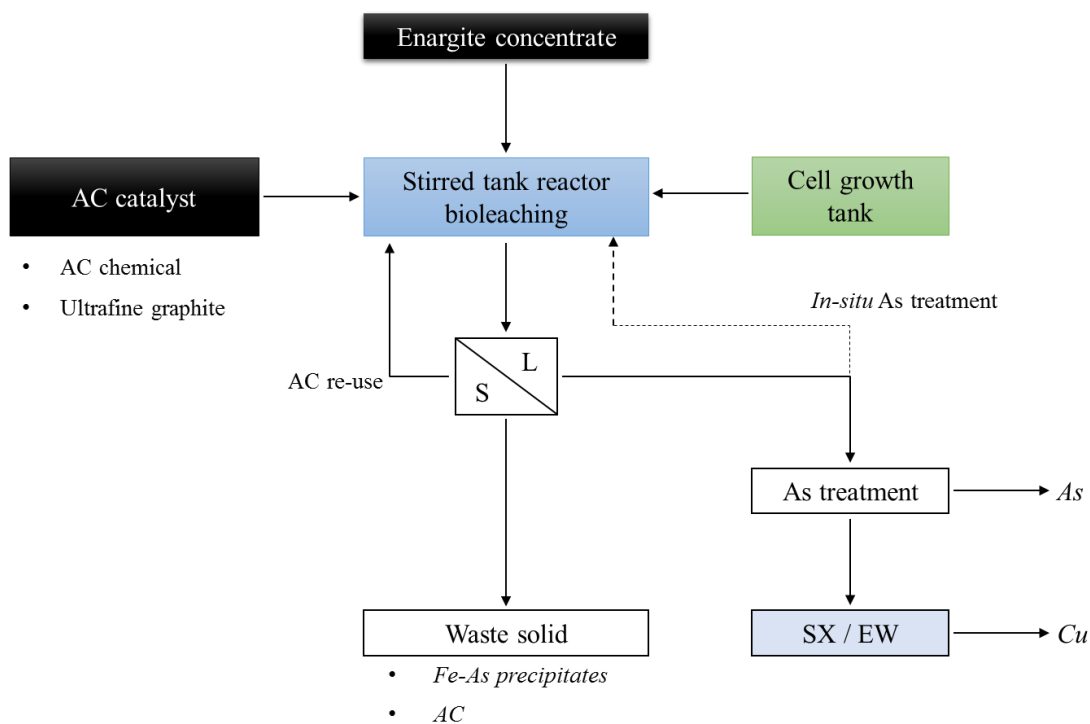 Enargite concentrate
AC catalyst
Stirred tank reactor
bioleaching
Cell growth
tank
• AC chemical
• Ultrafine graphite
In-situ As treatment
AC re-use
L
S
As treatment
As
Waste solid
SX / EW
Cu
• Fe-As precipitates
• AC